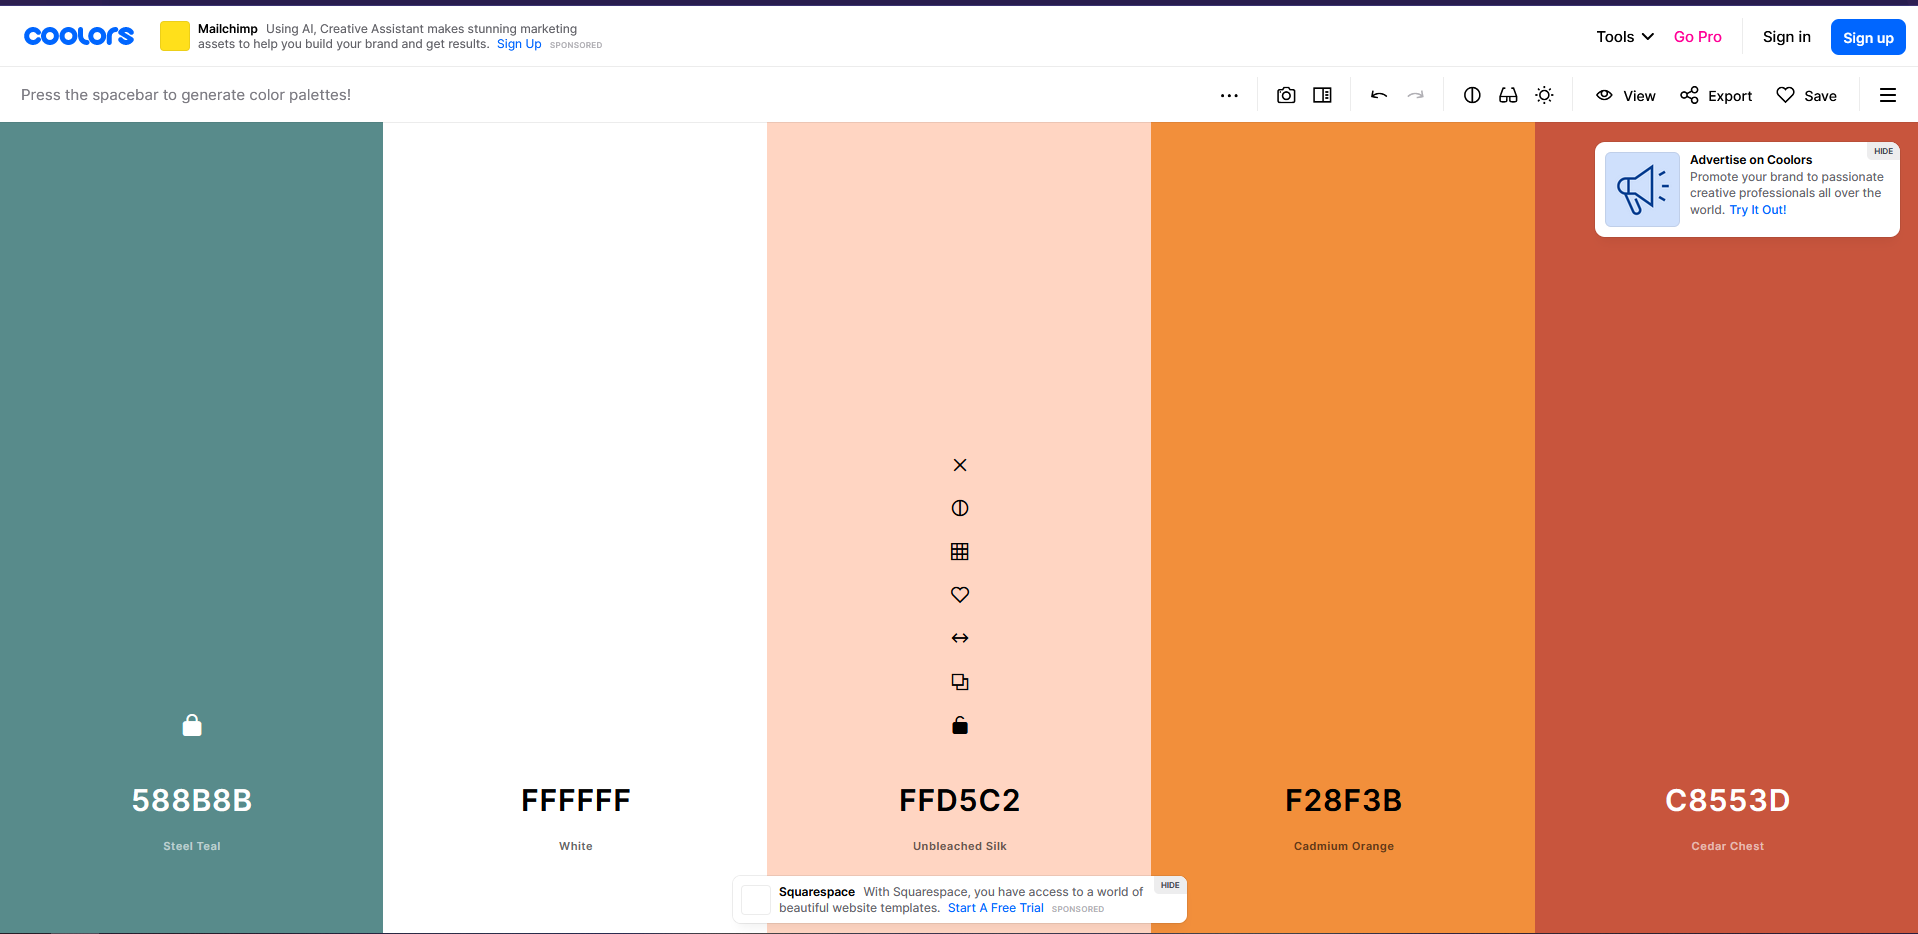 coolors
Mailchimp Using AI, Creative Assistant makes stunning marketing
assets to help you build your brand and get results. Sign Up SPONSORED
Tools Go Pro Sign in Sign up
Press the spacebar to generate color palettes!
View Export Save
HIDE
Advertise on Coolors
Promote your brand to passionate
creative professionals all over the
world. Try It Out!
588B8B FFFFFF FFD5C2 F28F3B C8553D
Steel Teal White Unbleached Silk Cadmium Orange Cedar Chest
HIDE
Squarespace With Squarespace, you have access to a world of
beautiful website templates. Start A Free Trial SPONSORED